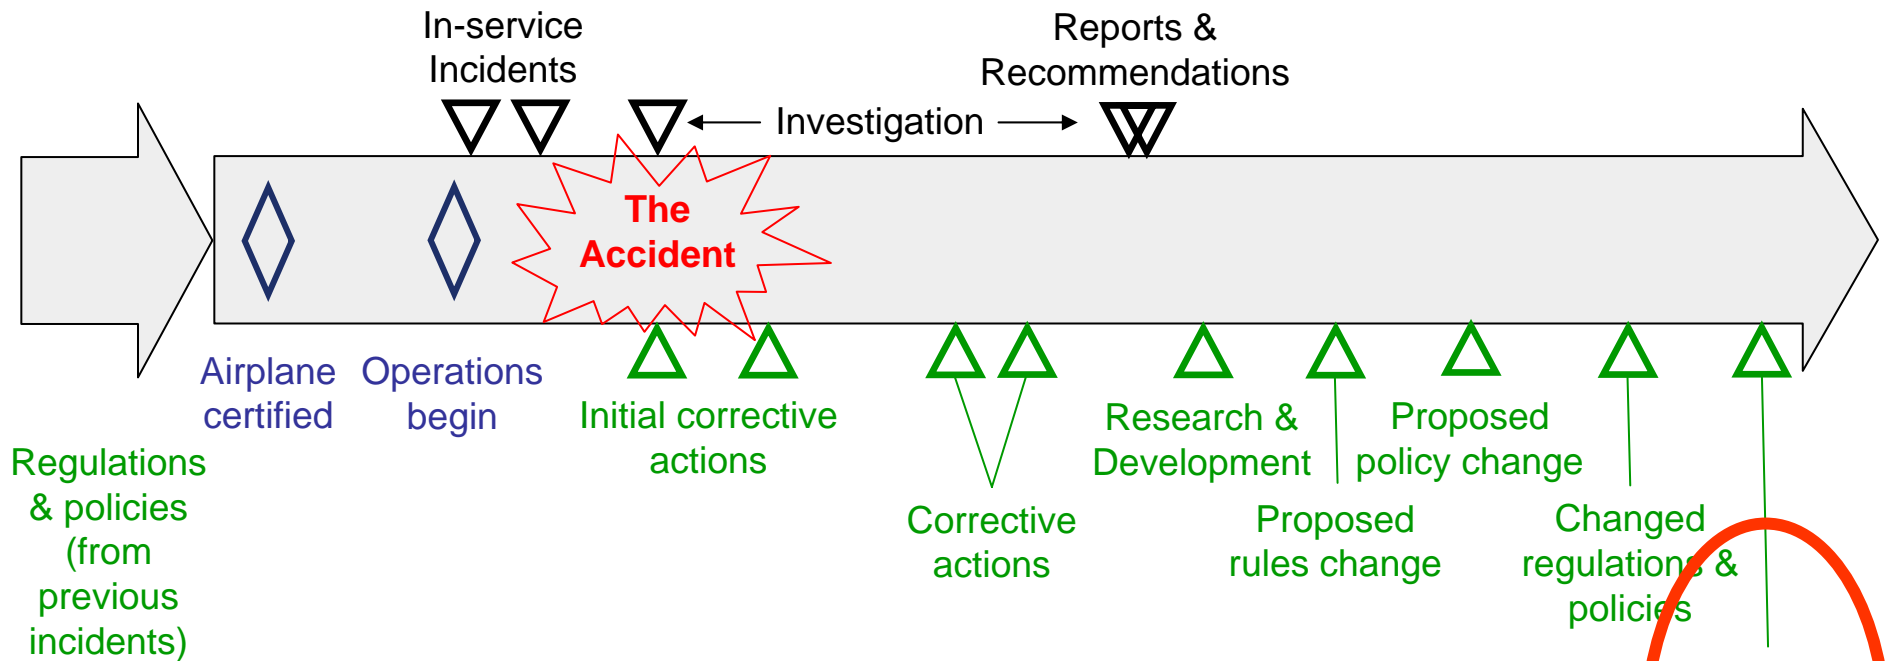 In-service
Incidents
Reports &
Recommendations
Investigation
The
Accident
Airplane
certified
Operations
begin
Initial corrective
actions
Regulations
& policies
(from
previous
incidents)
Corrective
actions
Research &
Development
Proposed
rules change
Proposed
policy change
Changed
regulations &
policies